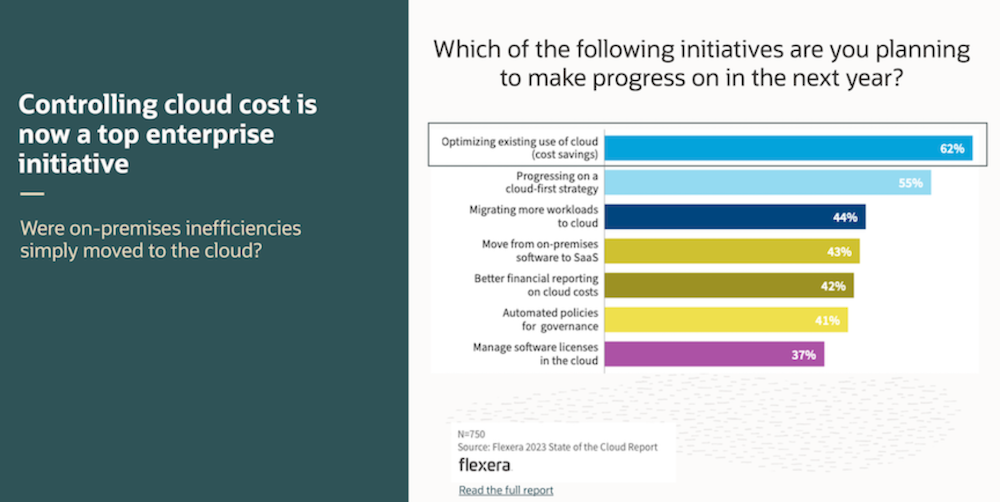 Controlling cloud cost is
now a top enterprise
initiative
Were on-premises inefficiencies
simply moved to the cloud?
Which of the following initiatives are you planning
to make progress on in the next year?
Optimizing existing use of cloud
(cost savings)
62%
Progressing on a
cloud-first strategy
55%
Migrating more workloads
to cloud
44%
Move from on-premises
software to SaaS
43%
Better financial reporting
on cloud costs
42%
Automated policies
for governance
41%
Manage software licenses
in the cloud
37%
N=750
Source: Flexera 2023 State of the Cloud Report
flexera
Read the full report